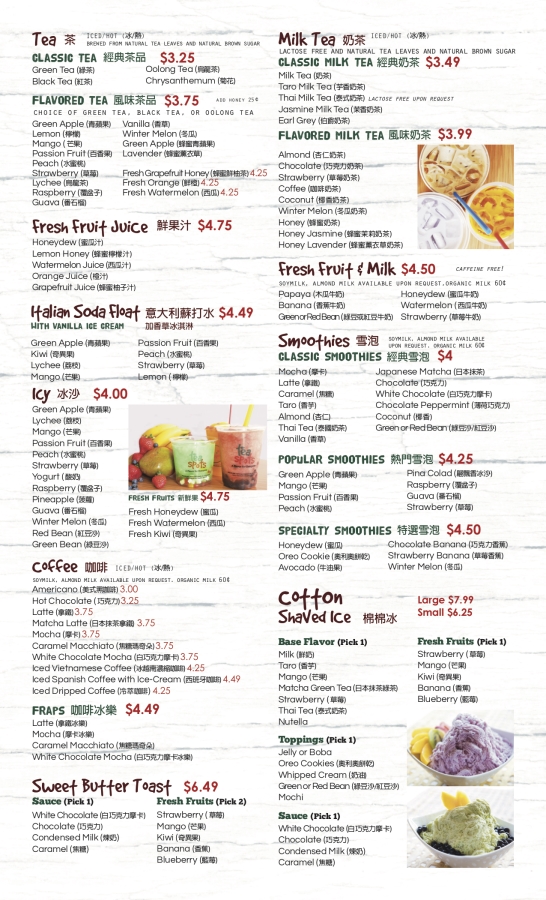 Tea 茶 ICED/HOT (冰/熱)
BREWED FROM NATURAL TEA LEAVES AND NATURAL BROWN SUGAR
CLASSIC TEA 經典茶品 $3.25
Green Tea (綠茶) Oolong Tea (烏龍茶)
Black Tea (紅茶) Chrysanthemum (菊花)
FLAVORED TEA 風味茶品 $3.75 ADD HONEY 25¢
CHOICE OF GREEN TEA, BLACK TEA, OR OOLONG TEA
Green Apple (青蘋果) Vanilla (香草)
Lemon (檸檬) Winter Melon (冬瓜)
Mango (芒果) Green Apple (蜂蜜青蘋果)
Passion Fruit (百香果) Lavender (蜂蜜薰衣草)
Peach (水蜜桃)
Strawberry (草莓) Fresh Grapefruit Honey (蜂蜜鮮柚茶) 4.25
Lychee (烏龍茶) Fresh Orange (鮮橙) 4.25
Raspberry (覆盆子) Fresh Watermelon (西瓜) 4.25
Guava (番石榴)
Fresh Fruit Juice 鮮果汁 $4.75
Honeydew (蜜瓜汁)
Lemon Honey (蜂蜜檸檬汁)
Watermelon Juice (西瓜汁)
Orange Juice (橙汁)
Grapefruit Juice (蜂蜜柚子汁)
Italian Soda Float 意大利蘇打水 $4.49
WITH VANILLA ICE CREAM 加香草冰淇淋
Green Apple (青蘋果) Passion Fruit (百香果)
Kiwi (奇異果) Peach (水蜜桃)
Lychee (荔枝) Strawberry (草莓)
Mango (芒果) Lemon (檸檬)
Icy 冰沙 $4.00
Green Apple (青蘋果)
Lychee (荔枝)
Mango (芒果)
Passion Fruit (百香果)
Peach (水蜜桃)
Strawberry (草莓)
Yogurt (酸奶)
Raspberry (覆盆子)
Pineapple (菠蘿)
Guava (番石榴)
Winter Melon (冬瓜)
Red Bean (紅豆沙)
Green Bean (綠豆沙)
FRESH FRUITS 新鮮果 $4.75
Fresh Honeydew (蜜瓜)
Fresh Watermelon (西瓜)
Fresh Kiwi (奇異果)
Coffee 咖啡 ICED/HOT (冰/熱)
SOYMILK, ALMOND MILK AVAILABLE UPON REQUEST. ORGANIC MILK 60¢
Americano (美式黑咖啡) 3.00
Hot Chocolate (巧克力) 3.25
Latte (拿鐵) 3.75
Matcha Latte (日本抹茶拿鐵) 3.75
Mocha (摩卡) 3.75
Caramel Macchiato (焦糖瑪奇朵) 3.75
White Chocolate Mocha (白巧克力摩卡) 3.75
Iced Vietnamese Coffee (冰越南濃縮咖啡) 4.25
Iced Spanish Coffee with Ice-Cream (西班牙咖啡) 4.49
Iced Dripped Coffee (冷萃咖啡) 4.25
FRAPS 咖啡冰樂 $4.49
Latte (拿鐵冰樂)
Mocha (摩卡冰樂)
Caramel Macchiato (焦糖瑪奇朵)
White Chocolate Mocha (白巧克力摩卡冰樂)
Sweet Butter Toast $6.49
Sauce (Pick 1) Fresh Fruits (Pick 2)
White Chocolate (白巧克力摩卡) Strawberry (草莓)
Chocolate (巧克力) Mango (芒果)
Condensed Milk (煉奶) Kiwi (奇異果)
Caramel (焦糖) Banana (香蕉)
Blueberry (藍莓)
Milk Tea 奶茶 ICED/HOT (冰/熱)
LACTOSE FREE AND NATURAL TEA LEAVES AND NATURAL BROWN SUGAR
CLASSIC MILK TEA 經典奶茶 $3.49
Milk Tea (奶茶)
Taro Milk Tea (芋香奶茶)
Thai Milk Tea (泰式奶茶) LACTOSE FREE UPON REQUEST
Jasmine Milk Tea (茉香奶茶)
Earl Grey (伯爵奶茶)
FLAVORED MILK TEA 風味奶茶 $3.99
Almond (杏仁奶茶)
Chocolate (巧克力奶茶)
Strawberry (草莓奶茶)
Coffee (咖啡奶茶)
Coconut (椰香奶茶)
Winter Melon (冬瓜奶茶)
Honey (蜂蜜奶茶)
Honey Jasmine (蜂蜜茉莉奶茶)
Honey Lavender (蜂蜜薰衣草奶茶)
Fresh Fruit & Milk $4.50 CAFFEINE FREE!
SOYMILK, ALMOND MILK AVAILABLE UPON REQUEST.ORGANIC MILK 60¢
Papaya (木瓜牛奶) Honeydew (蜜瓜牛奶)
Banana (香蕉牛奶) Watermelon (西瓜牛奶)
Green or Red Bean (綠豆或紅豆牛奶) Strawberry (草莓牛奶)
Smoothies 雪泡 SOYMILK, ALMOND MILK AVAILABLE
UPON REQUEST.ORGANIC MILK 60¢
CLASSIC SMOOTHIES 經典雪泡 $4
Mocha (摩卡) Japanese Matcha (日本抹茶)
Latte (拿鐵) Chocolate (巧克力)
Caramel (焦糖) White Chocolate (白巧克力摩卡)
Taro (香芋) Chocolate Peppermint (薄荷巧克力)
Almond (杏仁) Coconut (椰香)
Thai Tea (泰國奶茶) Green or Red Bean (綠豆沙/紅豆沙)
Vanilla (香草)
POPULAR SMOOTHIES 熱門雪泡 $4.25
Green Apple (青蘋果) Pina Colad (鳳梨香冰沙)
Mango (芒果) Raspberry (覆盆子)
Passion Fruit (百香果) Guava (番石榴)
Peach (水蜜桃) Strawberry (草莓)
SPECIALTY SMOOTHIES 特選雪泡 $4.50
Honeydew (蜜瓜) Chocolate Banana (巧克力香蕉)
Oreo Cookie (奧利奧餅乾) Strawberry Banana (草莓香蕉)
Avocado (牛油果) Winter Melon (冬瓜)
Cotton Shaved Ice 棉棉冰
Large $7.99
Small $6.25
Base Flavor (Pick 1) Fresh Fruits (Pick 1)
Milk (鮮奶) Strawberry (草莓)
Taro (香芋) Mango (芒果)
Mango (芒果) Kiwi (奇異果)
Matcha Green Tea (日本抹茶綠茶) Banana (香蕉)
Strawberry (草莓) Blueberry (藍莓)
Thai Tea (泰式奶茶)
Nutella
Toppings (Pick 1)
Jelly or Boba
Oreo Cookies (奧利奧餅乾)
Whipped Cream (奶油)
Green or Red Bean (綠豆沙/紅豆沙)
Mochi
Sauce (Pick 1)
White Chocolate (白巧克力摩卡)
Chocolate (巧克力)
Condensed Milk (煉奶)
Caramel (焦糖)